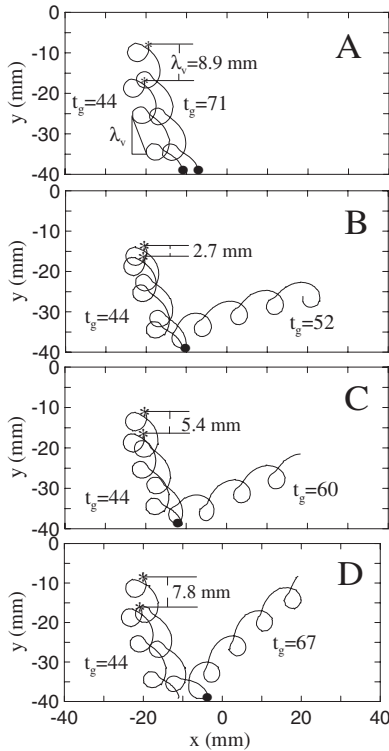 0
-10
-20
-30
-40
y (mm)
A
λv=8.9 mm
tg=44
tg=71
λv
0
-10
-20
-30
-40
y (mm)
B
2.7 mm
tg=44
tg=52
0
-10
-20
-30
-40
y (mm)
C
5.4 mm
tg=44
tg=60
0
-10
-20
-30
-40
y (mm)
D
7.8 mm
tg=44
tg=67
-40 -20 0 20 40
x (mm)